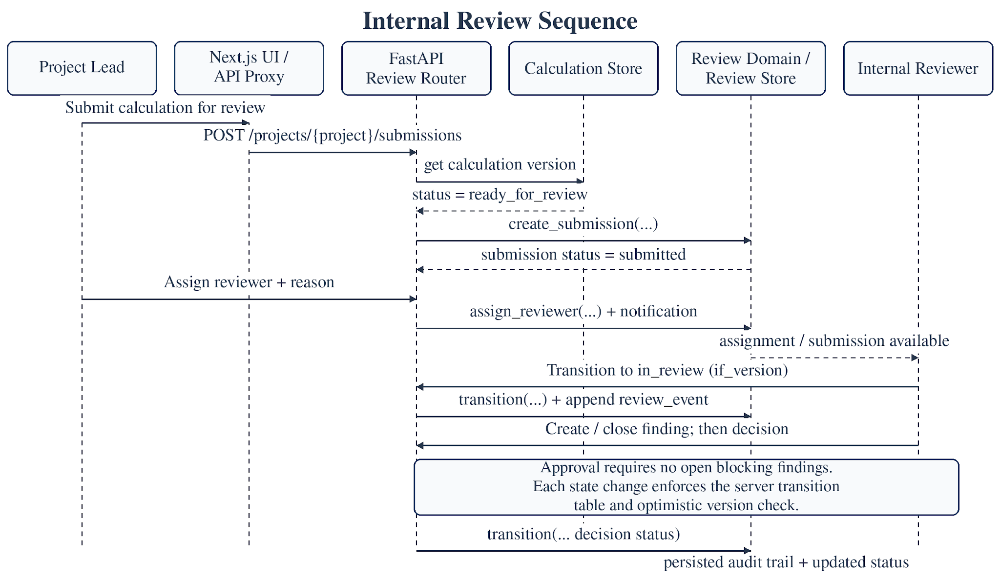 Internal Review Sequence
Project Lead
Next.js UI /
API Proxy
FastAPI
Review Router
Calculation Store
Review Domain /
Review Store
Internal Reviewer
Submit calculation for review
POST /projects/{project}/submissions
get calculation version
status = ready_for_review
create_submission(...)
submission status = submitted
Assign reviewer + reason
assign_reviewer(...) + notification
assignment / submission available
Transition to in_review (if_version)
transition(...) + append review_event
Create / close finding; then decision
Approval requires no open blocking findings.
Each state change enforces the server transition
table and optimistic version check.
transition(... decision status)
persisted audit trail + updated status